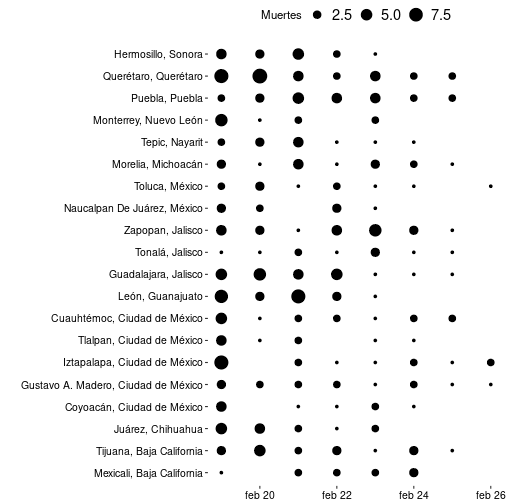 Muertes 2.5 5.0 7.5
Hermosillo, Sonora
Querétaro, Querétaro
Puebla, Puebla
Monterrey, Nuevo León
Tepic, Nayarit
Morelia, Michoacán
Toluca, México
Naucalpan De Juárez, México
Zapopan, Jalisco
Tonalá, Jalisco
Guadalajara, Jalisco
León, Guanajuato
Cuauhtémoc, Ciudad de México
Tlalpan, Ciudad de México
Iztapalapa, Ciudad de México
Gustavo A. Madero, Ciudad de México
Coyoacán, Ciudad de México
Juárez, Chihuahua
Tijuana, Baja California
Mexicali, Baja California
feb 20 feb 22 feb 24 feb 26